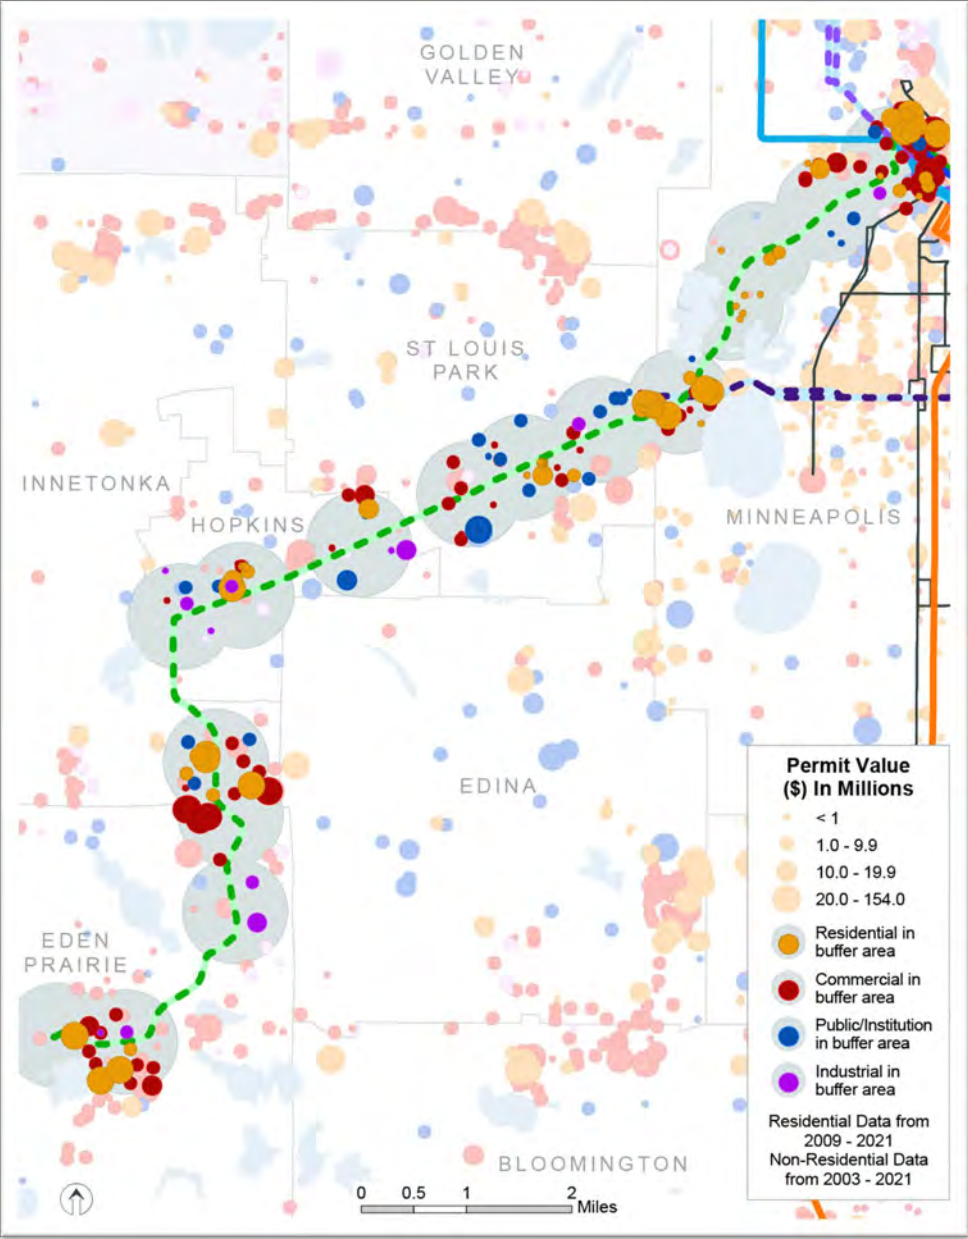 GOLDEN
VALLEY
ST LOUIS
PARK
INNETONKA
HOPKINS
MINNEAPOLIS
EDINA
EDEN
PRAIRIE
BLOOMINGTON
Permit Value
($) In Millions
< 1
1.0 - 9.9
10.0 - 19.9
20.0 - 154.0
Residential in
buffer area
Commercial in
buffer area
Public/Institution
in buffer area
Industrial in
buffer area
Residential Data from
2009 - 2021
Non-Residential Data
from 2003 - 2021
0 0.5 1 2
Miles